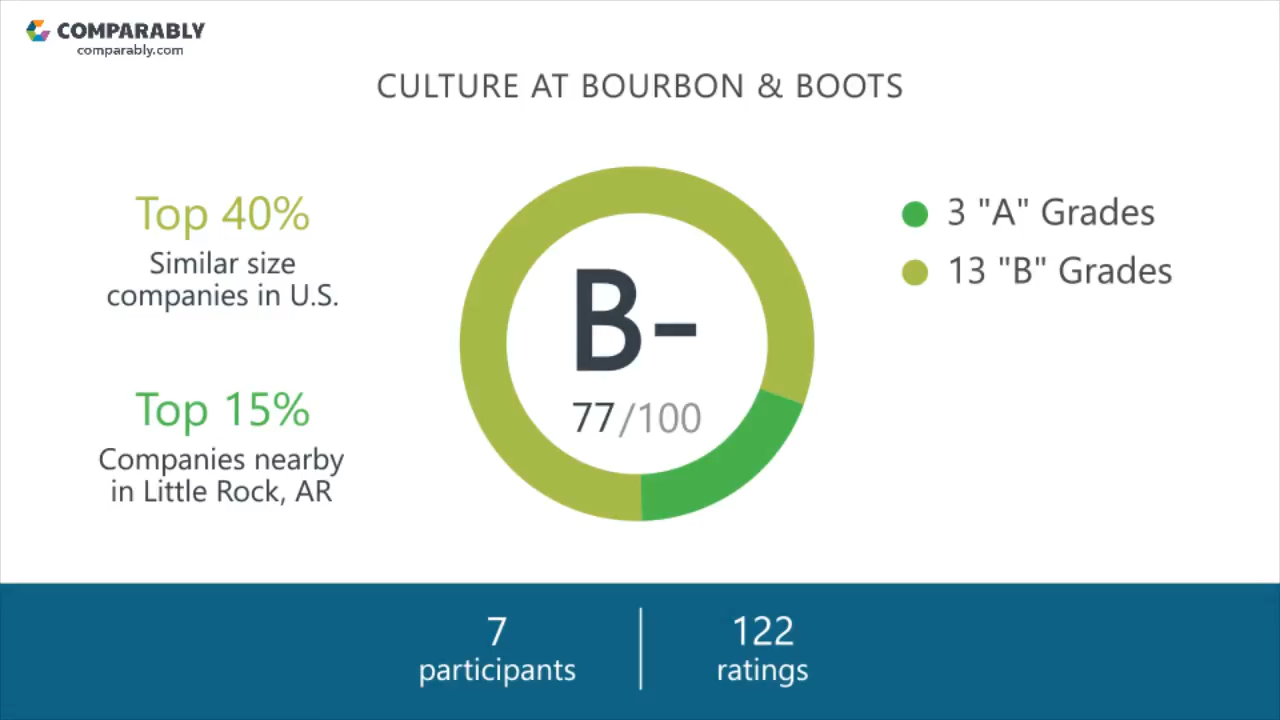 COMPARABLY
comparably.com
CULTURE AT BOURBON & BOOTS
Top 40%
Similar size
companies in U.S.
Top 15%
Companies nearby
in Little Rock, AR
B-
77/100
3 "A" Grades
13 "B" Grades
7
participants
122
ratings